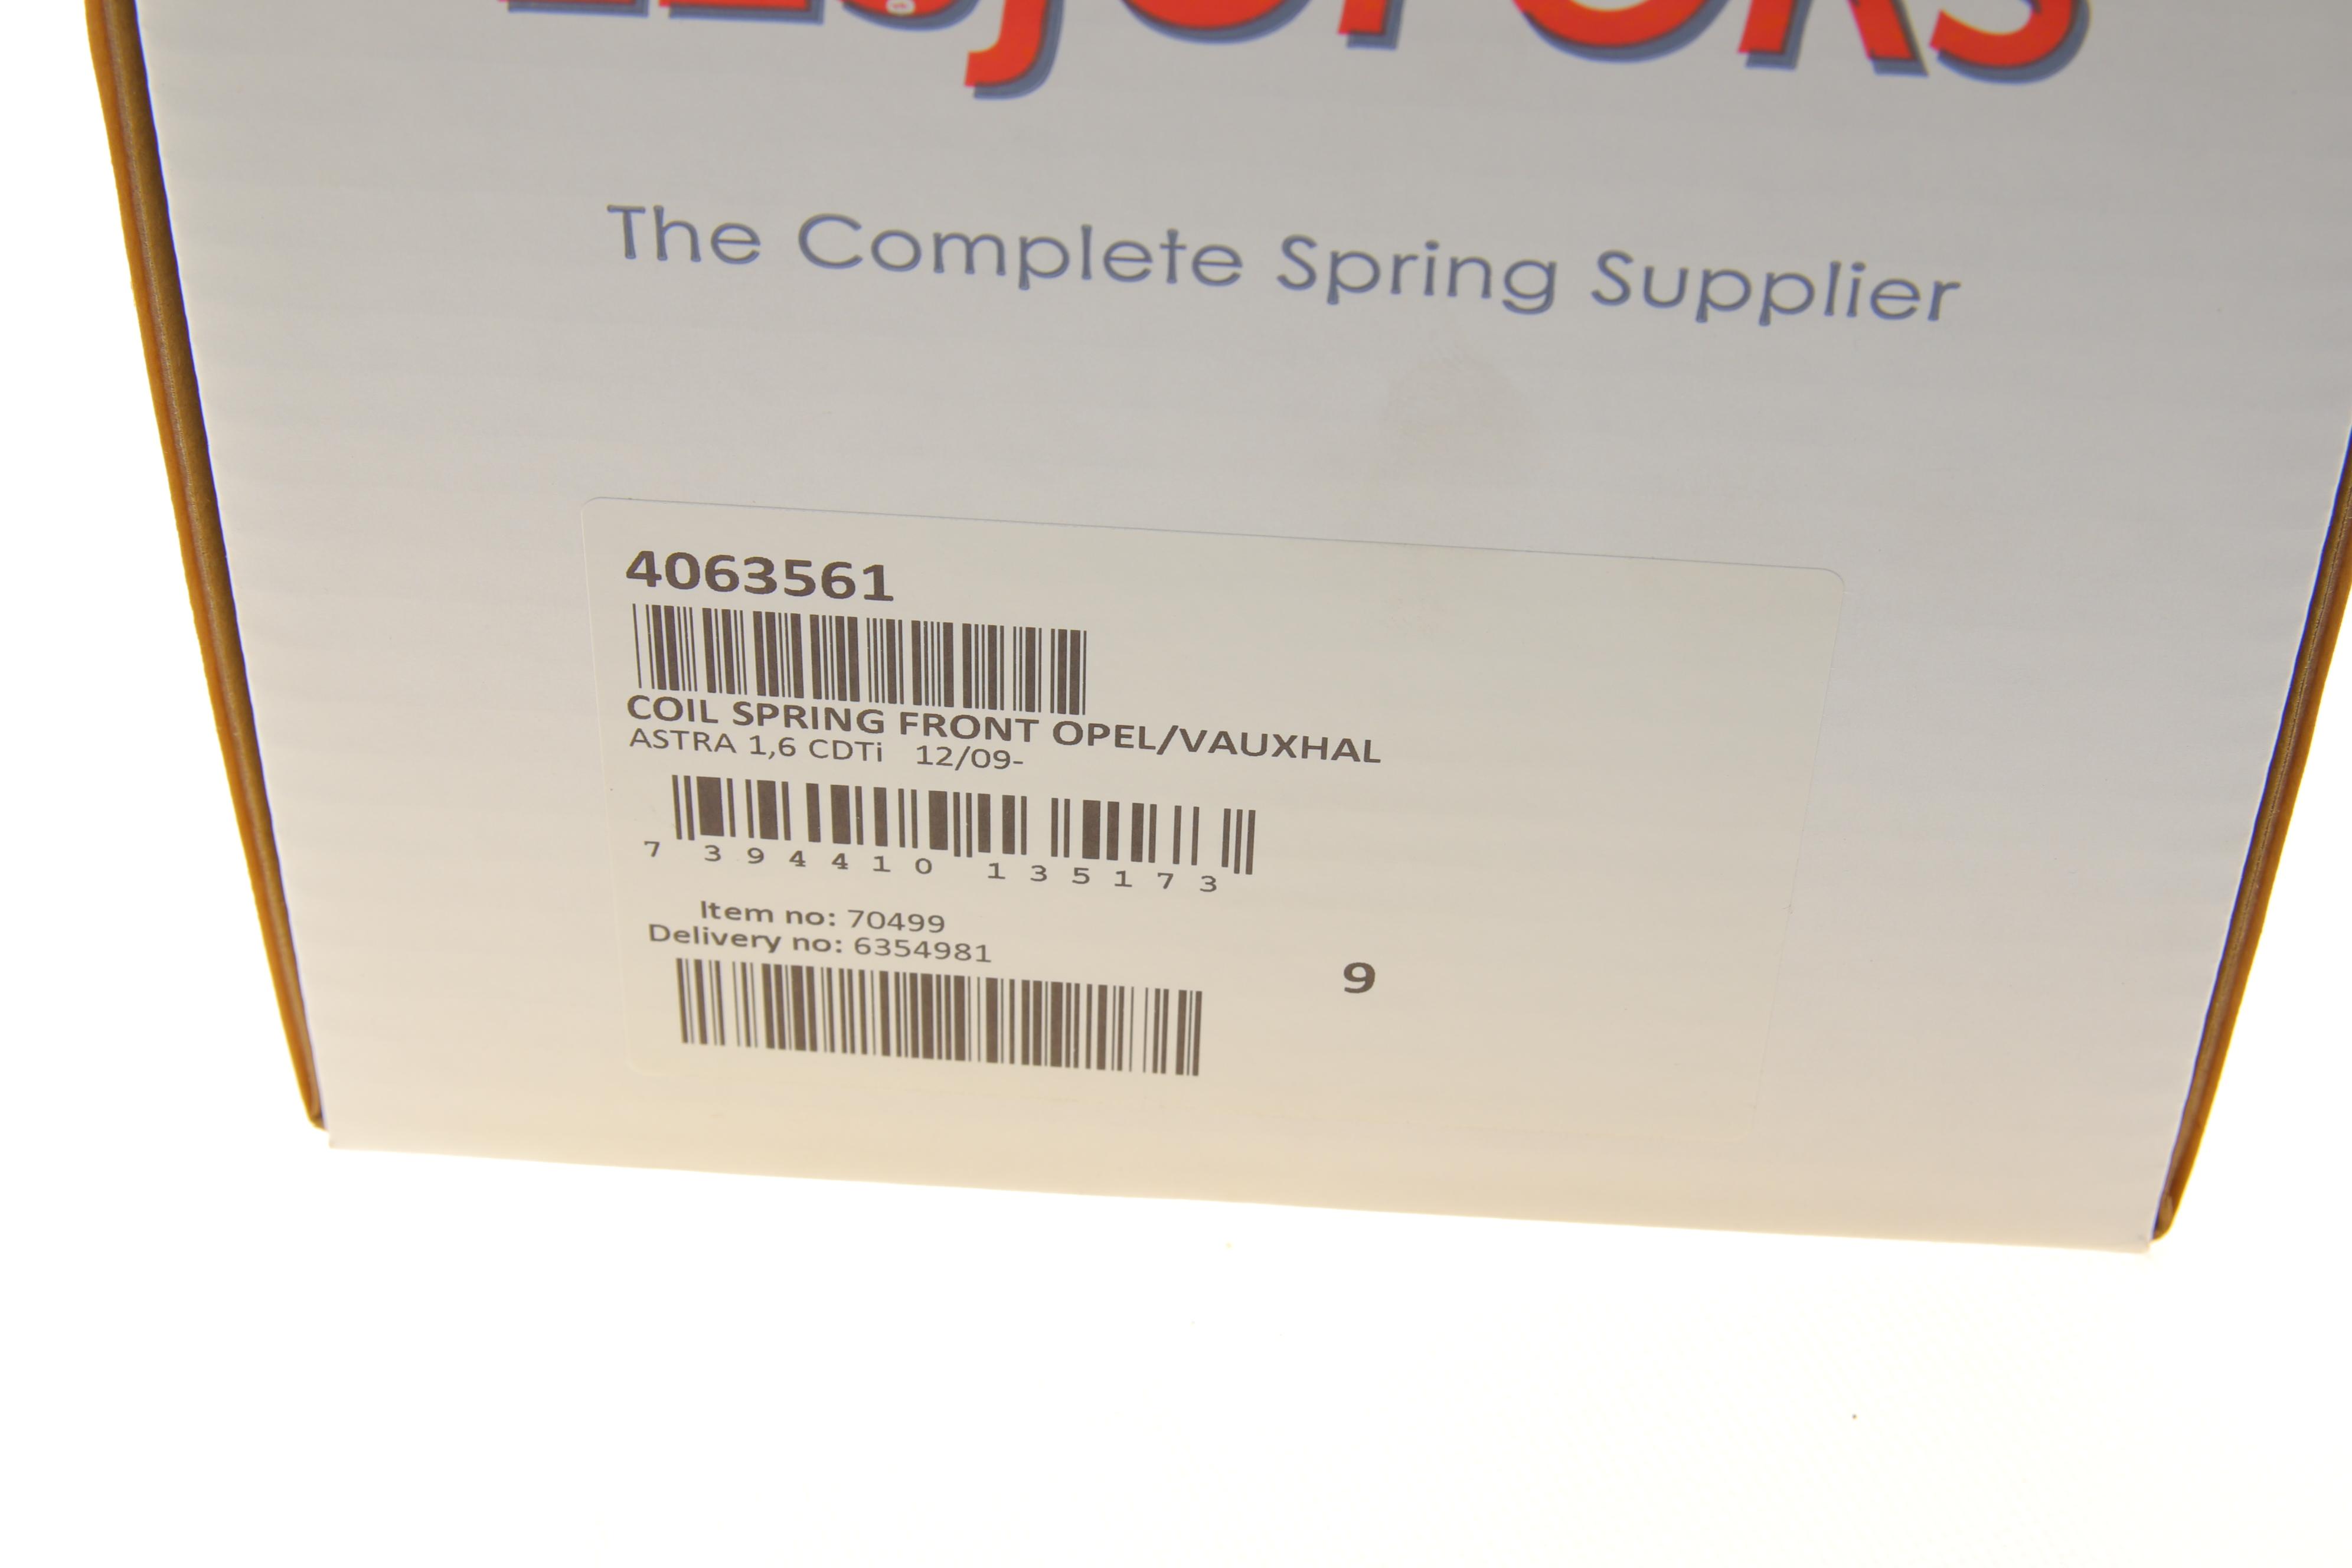 LESJÖFORS
The Complete Spring Supplier
4063561
COIL SPRING FRONT OPEL/VAUXHAL
ASTRA 1,6 CDTi 12/09-
7 394410 135173
Item no: 70499
Delivery no: 6354981
9